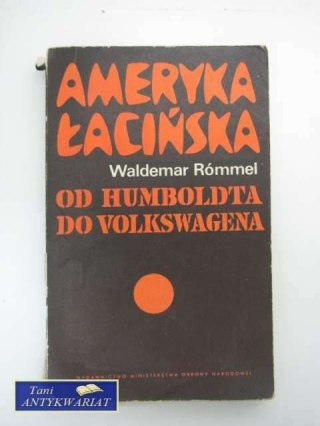 AMERYKA
ŁACIŃSKA
Waldemar Rómmel
OD HUMBOLDTA
DO VOLKSWAGENA
WYDAWNICTWO MINISTERSTWA OBRONY NARODOWEJ
Tani
ANTYKWARIAT